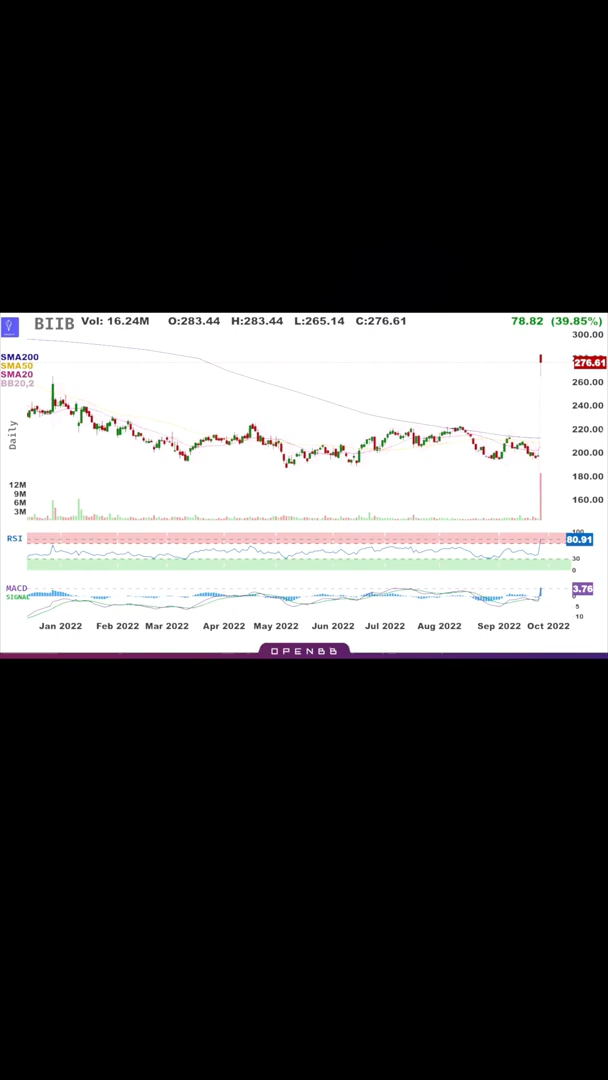 BIIB Vol: 16.24M O:283.44 H:283.44 L:265.14 C:276.61 78.82 (39.85%)
300.00
SMA200
276.61
SMA50
SMA20
BB20,2
260.00
240.00
Daily
220.00
200.00
180.00
12M
9M
160.00
6M
3M
100
RSI
80.91
30
0
MACD
3.76
SIGNAL
5
10
Jan 2022 Feb 2022 Mar 2022 Apr 2022 May 2022 Jun 2022 Jul 2022 Aug 2022 Sep 2022 Oct 2022
OPENBB